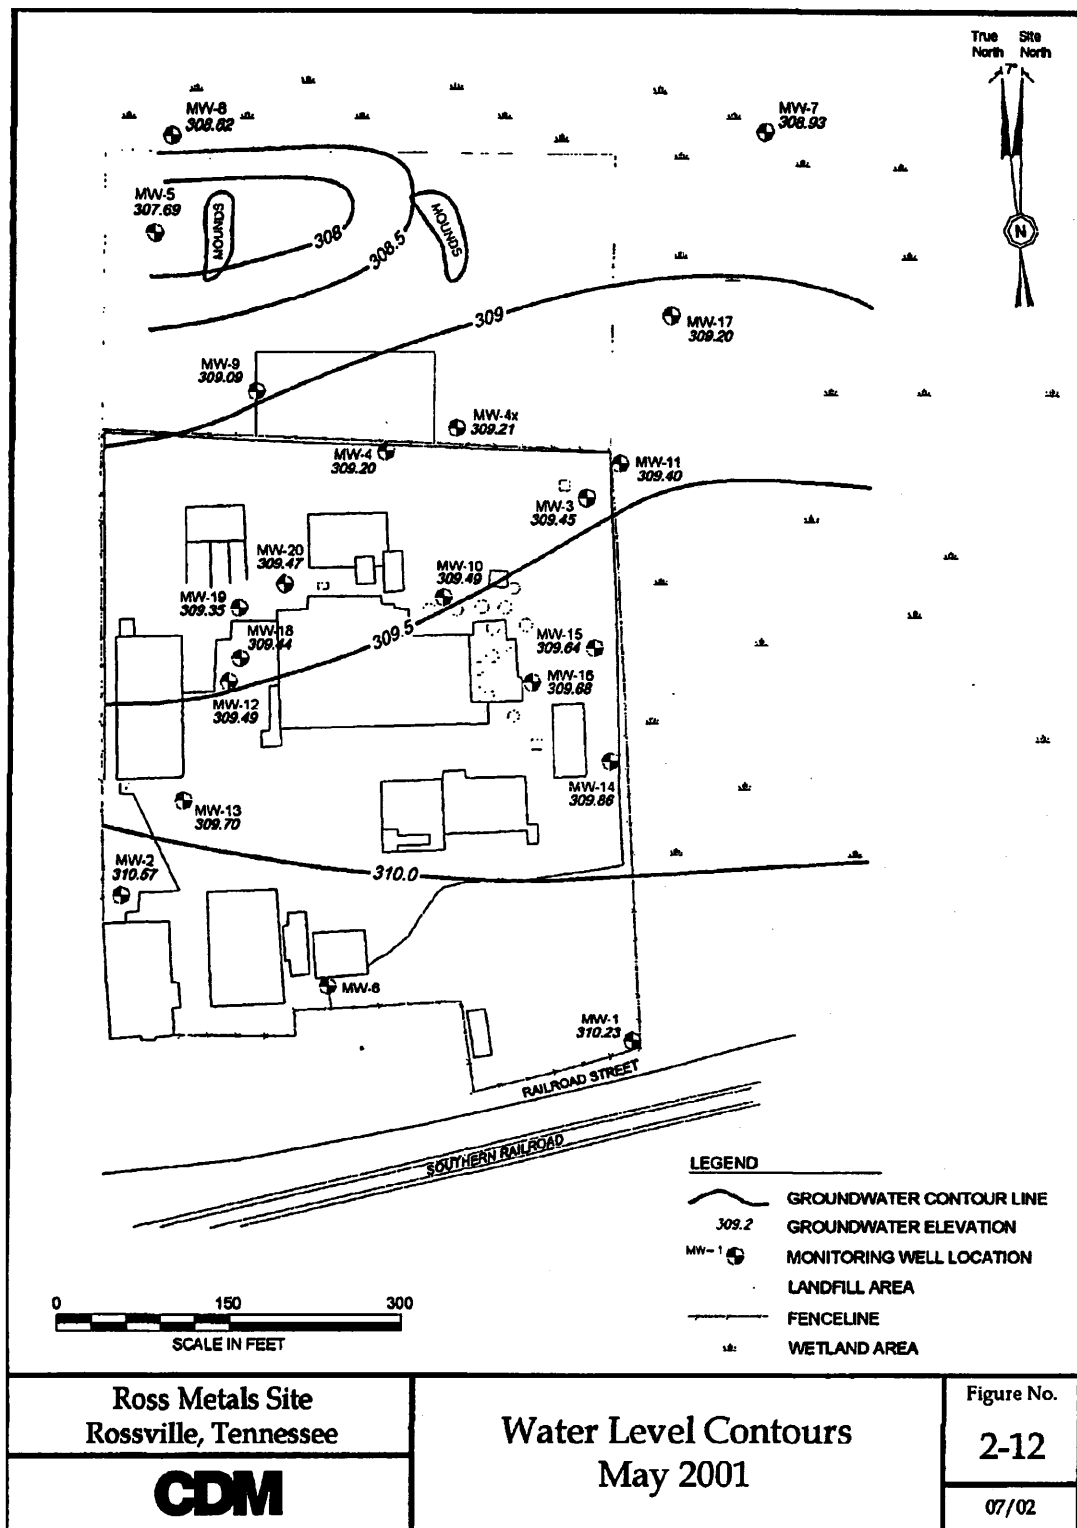 True Site
North North
7°
N
MW-8
308.62
MW-7
308.93
MW-5
307.69
MOUNDS
MOUNDS
308
308.5
309
MW-17
309.20
MW-9
309.09
MW-4x
309.21
MW-4
309.20
MW-11
309.40
MW-3
309.45
MW-20
309.47
MW-10
309.49
MW-19
309.35
MW-18
309.44
309.5
MW-15
309.64
MW-16
309.68
MW-12
309.49
MW-14
309.86
MW-13
309.70
MW-2
310.57
310.0
MW-6
MW-1
310.23
RAILROAD STREET
SOUTHERN RAILROAD
LEGEND
GROUNDWATER CONTOUR LINE
309.2 GROUNDWATER ELEVATION
MW-1 MONITORING WELL LOCATION
LANDFILL AREA
FENCELINE
WETLAND AREA
0 150 300
SCALE IN FEET
Ross Metals Site
Rossville, Tennessee
CDM
Water Level Contours
May 2001
Figure No.
2-12
07/02